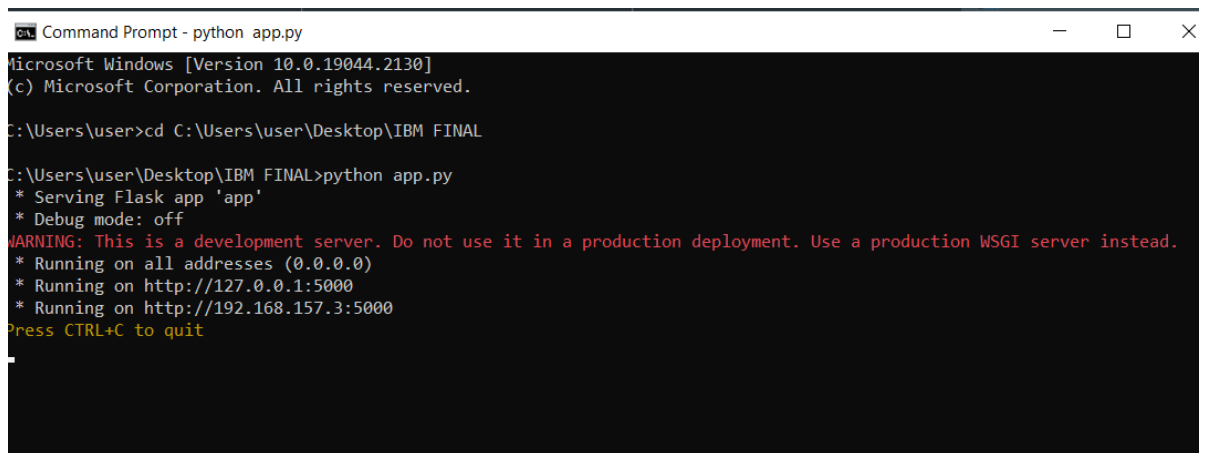 Command Prompt - python  app.py
Microsoft Windows [Version 10.0.19044.2130]
(c) Microsoft Corporation. All rights reserved.
C:\Users\user>cd C:\Users\user\Desktop\IBM FINAL
C:\Users\user\Desktop\IBM FINAL>python app.py
 * Serving Flask app 'app'
 * Debug mode: off
WARNING: This is a development server. Do not use it in a production deployment. Use a production WSGI server instead.
 * Running on all addresses (0.0.0.0)
 * Running on http://127.0.0.1:5000
 * Running on http://192.168.157.3:5000
Press CTRL+C to quit